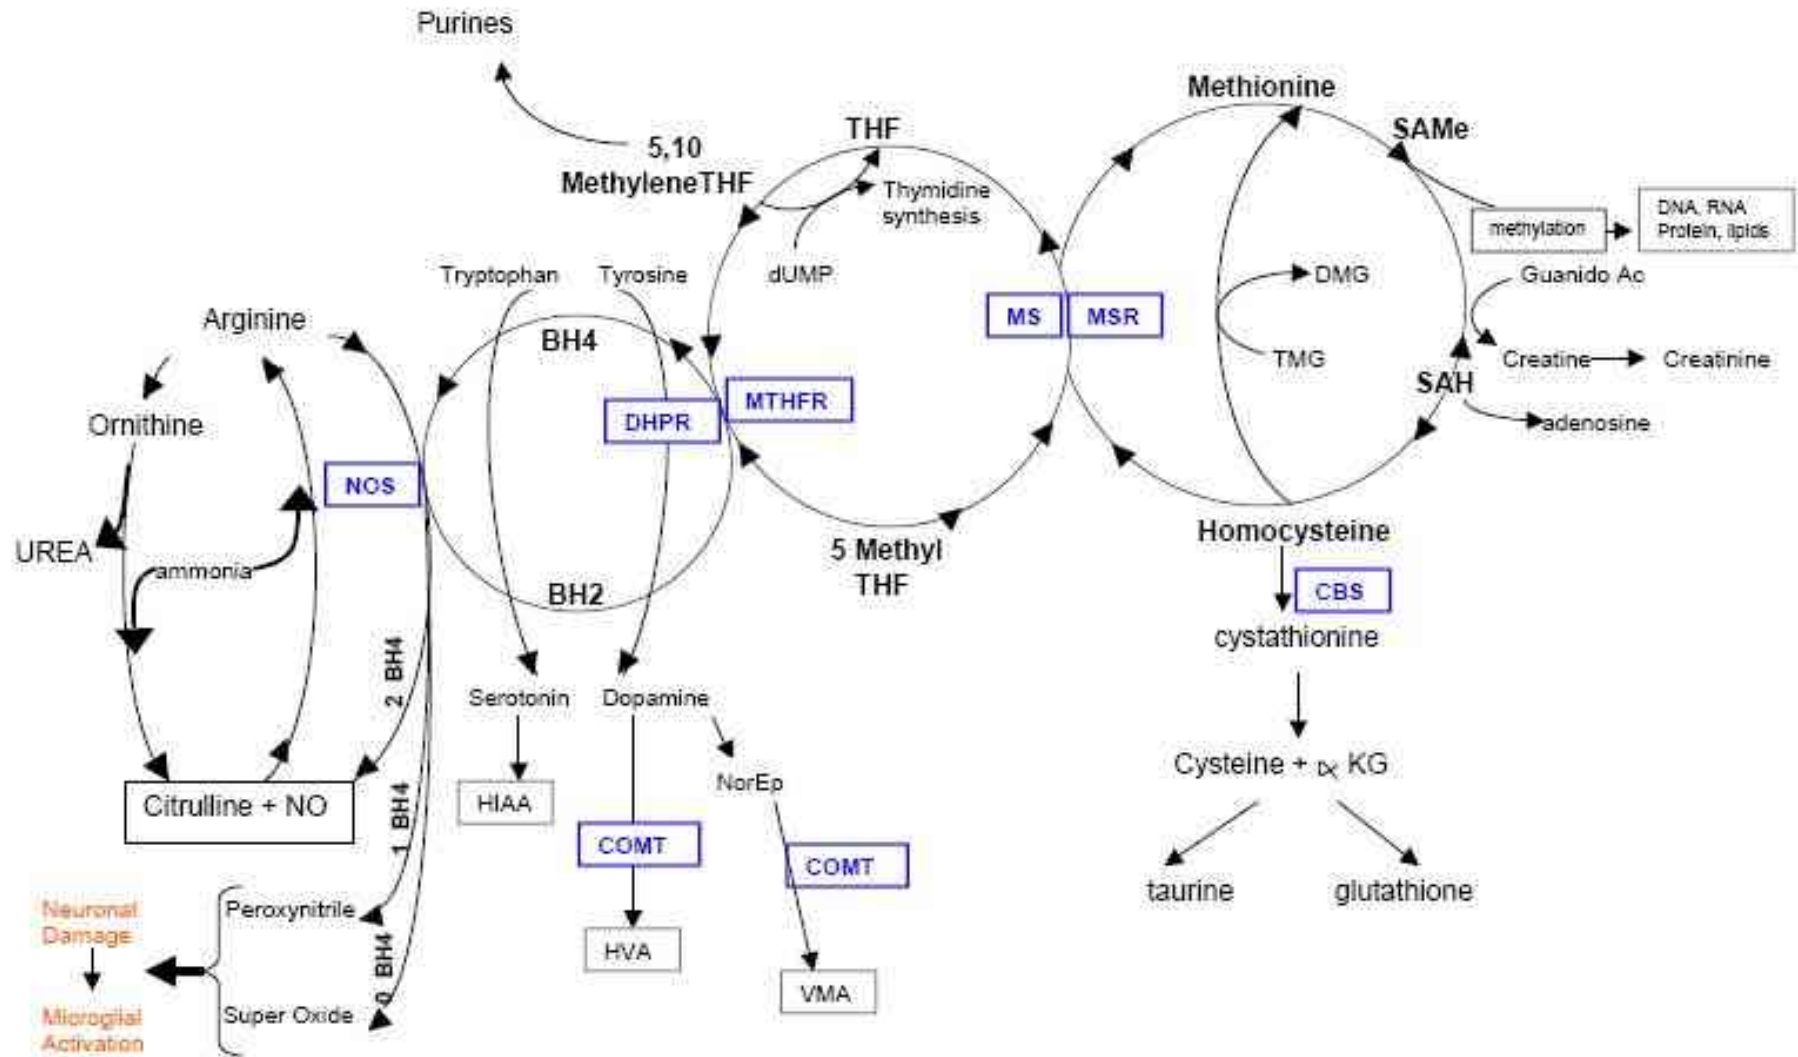 Purines
Methionine
THF
SAMe
5,10
MethyleneTHF
Thymidine
synthesis
DNA, RNA
Protein, lipids
methylation
Tryptophan
Tyrosine
dUMP
DMG
Guanido Ac
Arginine
BH4
MS
MSR
TMG
Creatine
Creatinine
SAH
MTHFR
DHPR
adenosine
Ornithine
NOS
UREA
ammonia
5 Methyl
THF
Homocysteine
BH2
CBS
cystathionine
2 BH4
Serotonin
Dopamine
NorEp
Cysteine + α KG
Citrulline + NO
HIAA
1 BH4
COMT
COMT
taurine
glutathione
Neuronal
Damage
Peroxynitrile
0 BH4
HVA
VMA
Microglial
Activation
Super Oxide